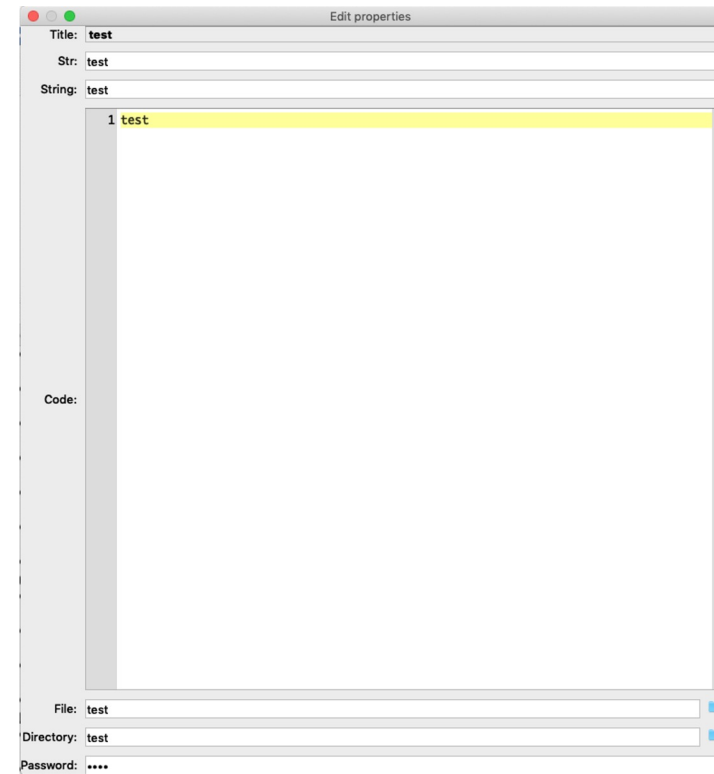 Edit properties
Title: test
Str: test
String: test
1 test
Code:
File: test
Directory: test
Password: ••••